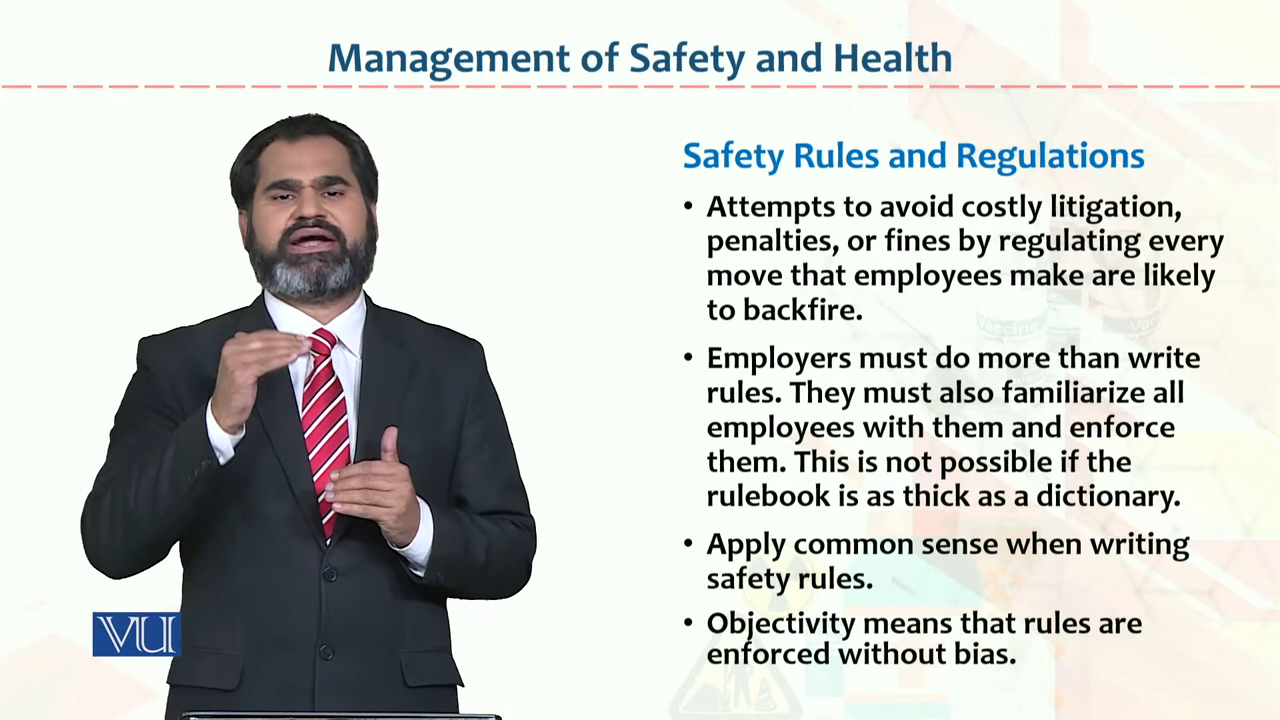 Management of Safety and Health
Safety Rules and Regulations
• Attempts to avoid costly litigation,
penalties, or fines by regulating every
move that employees make are likely
to backfire.
• Employers must do more than write
rules. They must also familiarize all
employees with them and enforce
them. This is not possible if the
rulebook is as thick as a dictionary.
• Apply common sense when writing
safety rules.
• Objectivity means that rules are
enforced without bias.
VU
Vaccine